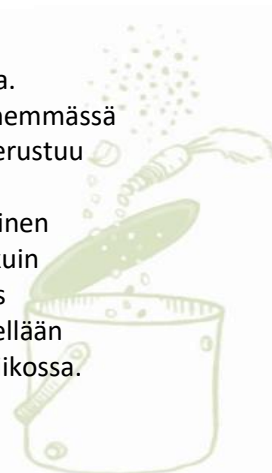 a.
nemmässä
erustuu
inen
kuin
s
ellään
ikossa.